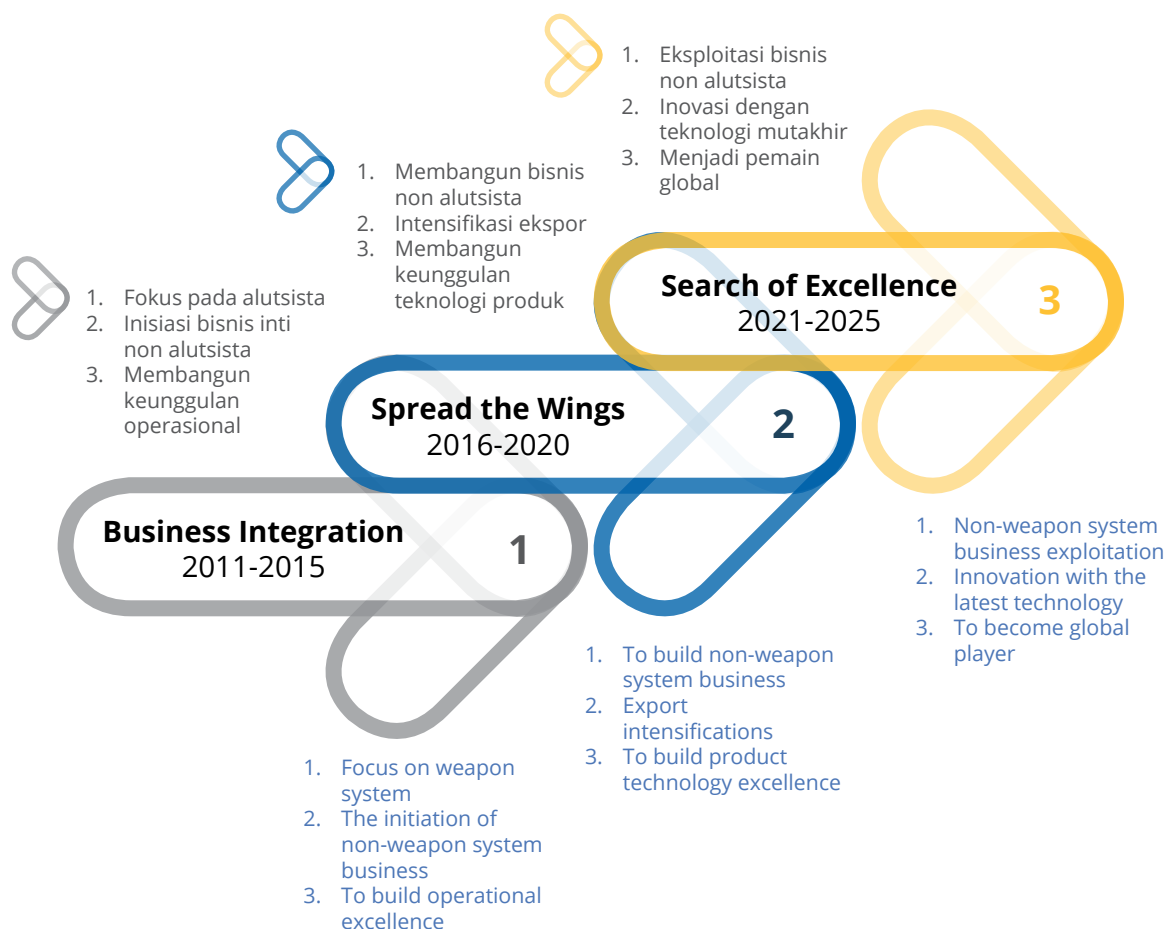 1. Eksploitasi bisnis
non alutsista
2. Inovasi dengan
teknologi mutakhir
3. Menjadi pemain
global
1. Membangun bisnis
non alutsista
2. Intensifikasi ekspor
3. Membangun
keunggulan
teknologi produk
1. Fokus pada alutsista
2. Inisiasi bisnis inti
non alutsista
3. Membangun
keunggulan
operasional
Search of Excellence
2021-2025
3
Spread the Wings
2016-2020
2
Business Integration
2011-2015
1
1. Non-weapon system
business exploitation
2. Innovation with the
latest technology
3. To become global
player
1. To build non-weapon
system business
2. Export
intensifications
3. To build product
technology excellence
1. Focus on weapon
system
2. The initiation of
non-weapon system
business
3. To build operational
excellence